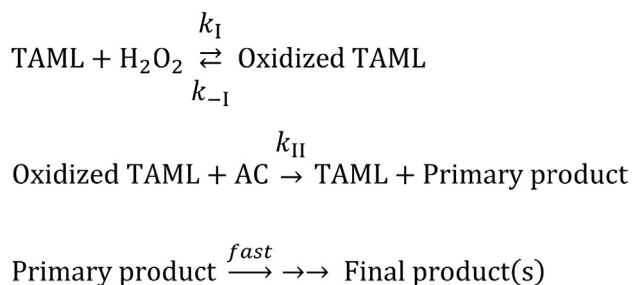 k_I
TAML + H₂O₂ ⇄ Oxidized TAML
k_−I
k_II
Oxidized TAML + AC → TAML + Primary product
fast
Primary product ⟶ →→ Final product(s)